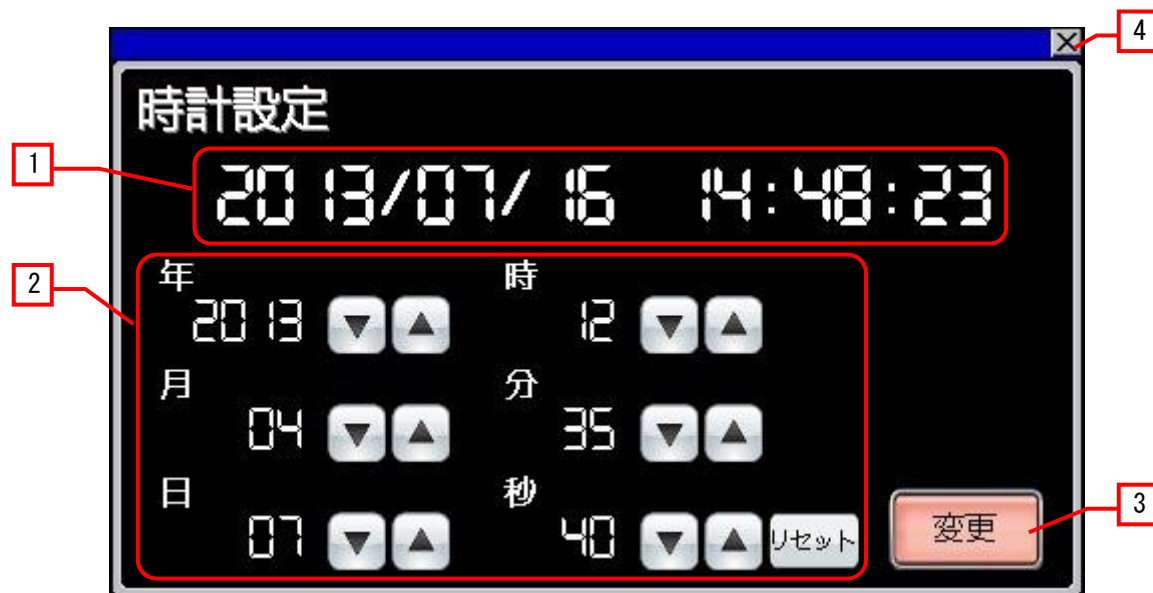 4
時計設定
1
2013/07/16 14:48:23
2
年 時
2013 ▼ ▲ 12 ▼ ▲
月 分
04 ▼ ▲ 35 ▼ ▲
日 秒
07 ▼ ▲ 40 ▼ ▲ リセット
変更
3